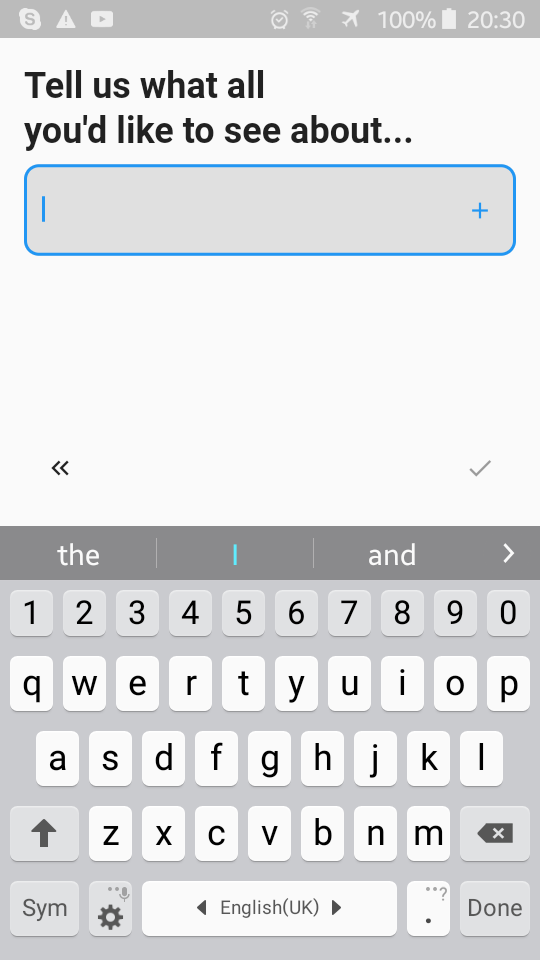 100% 20:30
Tell us what all
you'd like to see about...
+
the I and
1 2 3 4 5 6 7 8 9 0
q w e r t y u i o p
a s d f g h j k l
z x c v b n m
Sym English(UK) . Done